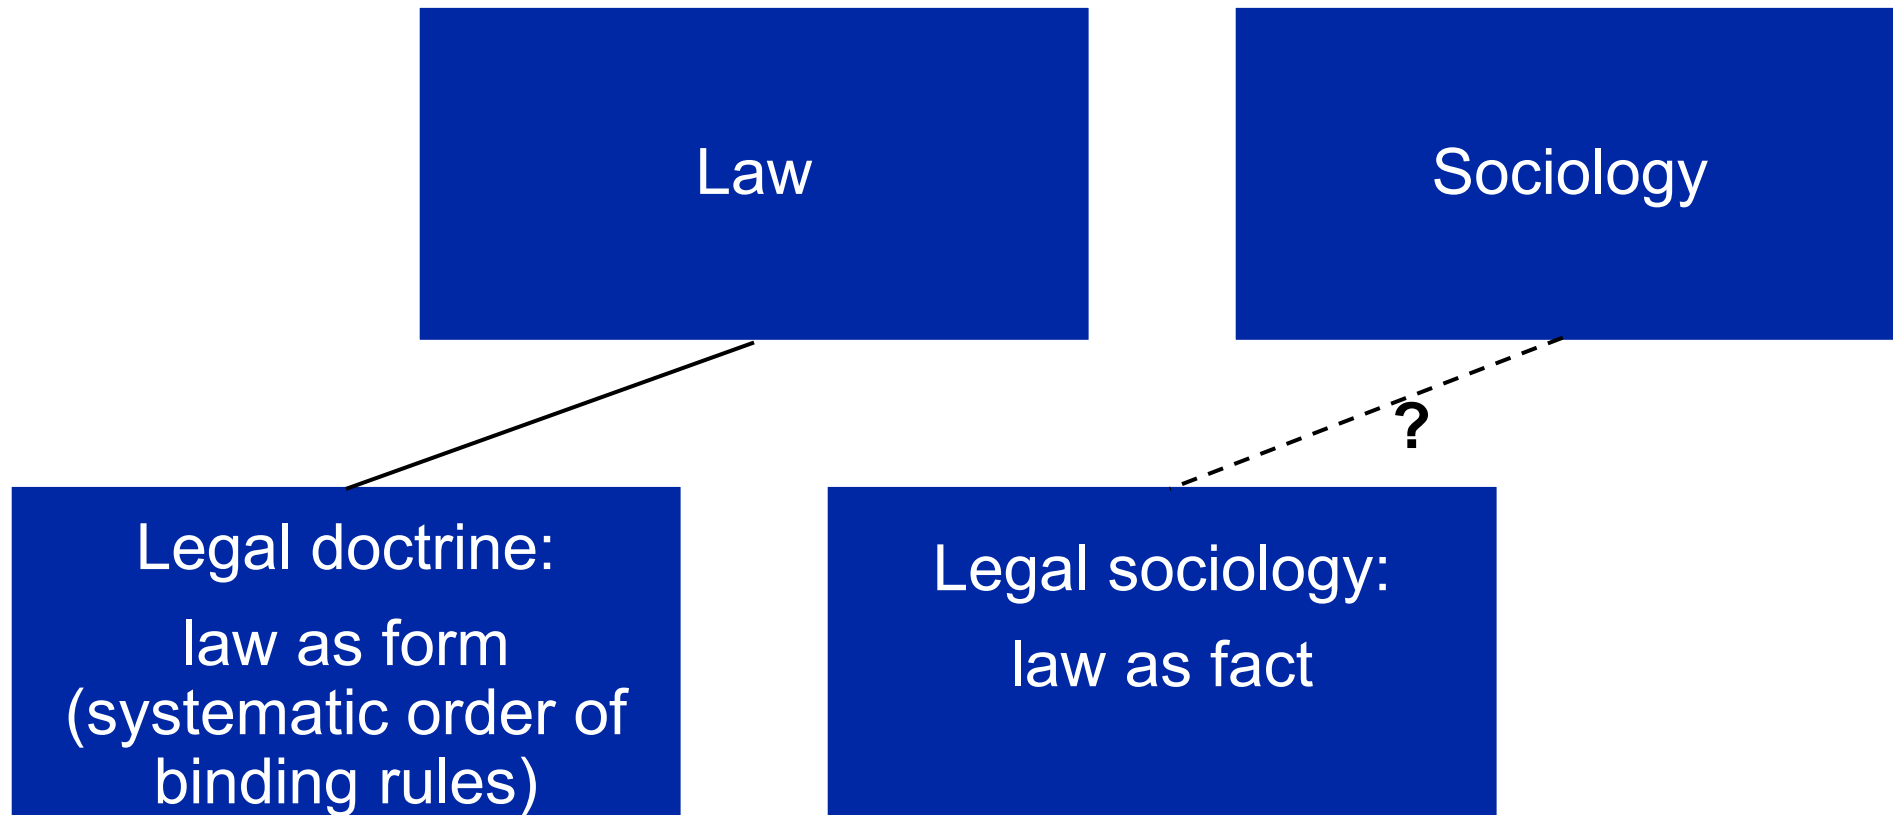 Law
Sociology
?
Legal doctrine:
law as form
(systematic order of
binding rules)
Legal sociology:
law as fact